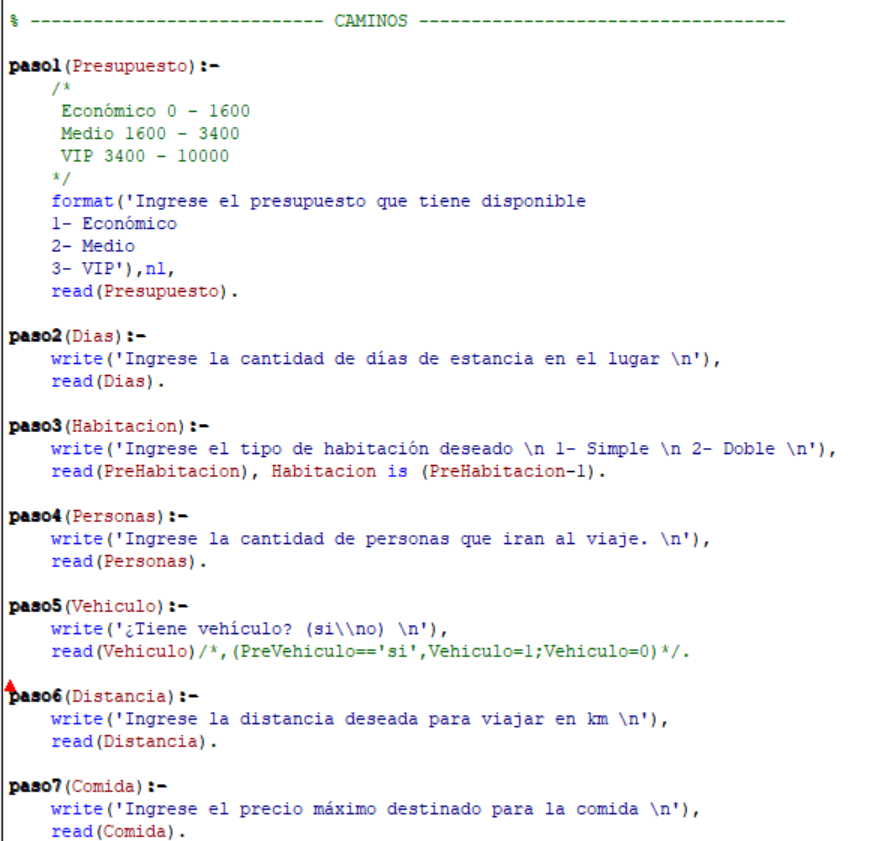 % ---------------------------- CAMINOS -----------------------------------
paso1(Presupuesto):-
/*
Económico 0 - 1600
Medio 1600 - 3400
VIP 3400 - 10000
*/
format('Ingrese el presupuesto que tiene disponible
1- Económico
2- Medio
3- VIP'),nl,
read(Presupuesto).
paso2(Dias):-
write('Ingrese la cantidad de días de estancia en el lugar \n'),
read(Dias).
paso3(Habitacion):-
write('Ingrese el tipo de habitación deseado \n 1- Simple \n 2- Doble \n'),
read(PreHabitacion), Habitacion is (PreHabitacion-1).
paso4(Personas):-
write('Ingrese la cantidad de personas que iran al viaje. \n'),
read(Personas).
paso5(Vehiculo):-
write('¿Tiene vehículo? (si\\no) \n'),
read(Vehiculo)/*,(PreVehiculo=='si',Vehiculo=1;Vehiculo=0)*/.
paso6(Distancia):-
write('Ingrese la distancia deseada para viajar en km \n'),
read(Distancia).
paso7(Comida):-
write('Ingrese el precio máximo destinado para la comida \n'),
read(Comida).